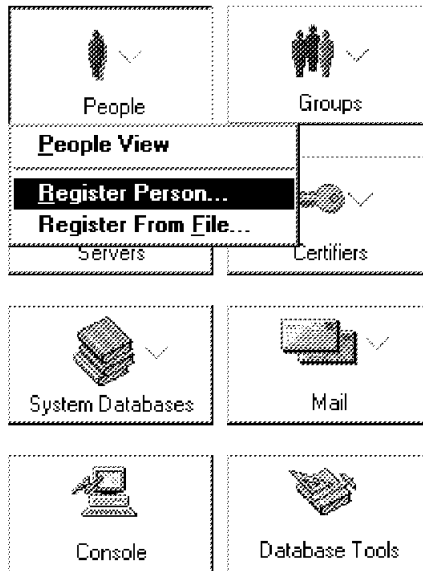 People
Groups
People View
Register Person...
Register From File...
Servers
Certifiers
System Databases
Mail
Console
Database Tools